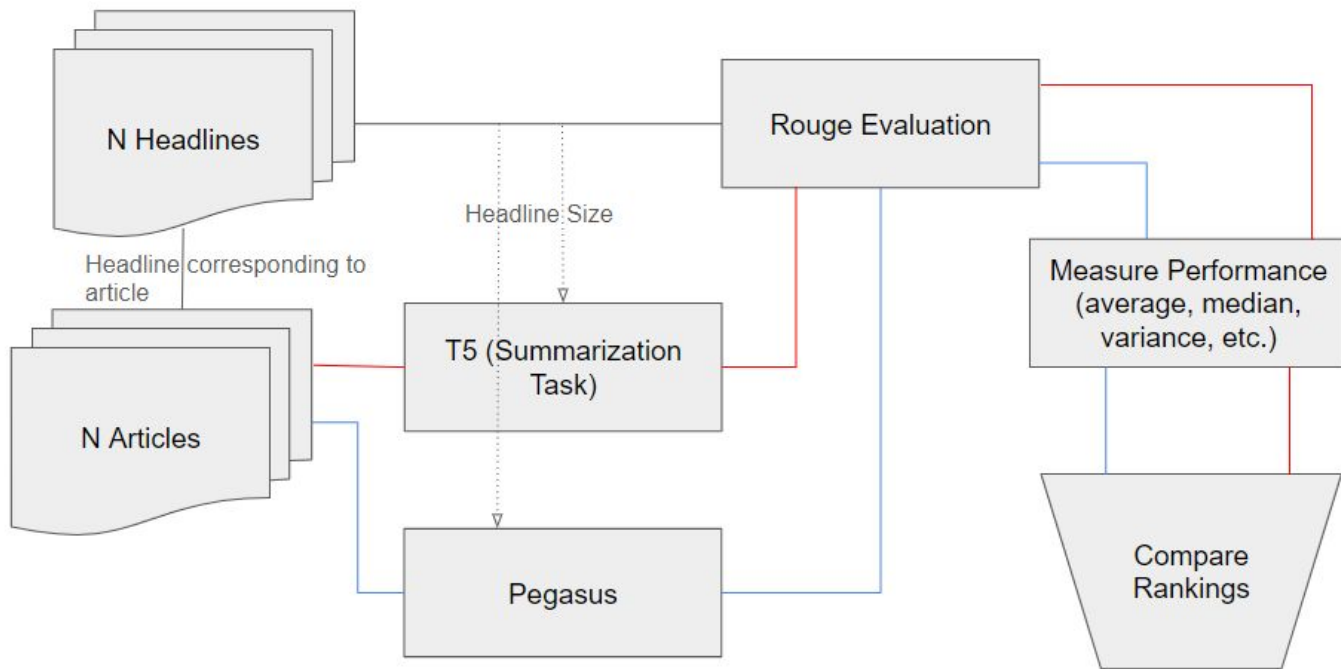 N Headlines
Rouge Evaluation
Headline Size
Headline corresponding to
article
Measure Performance
(average, median,
variance, etc.)
T5 (Summarization
Task)
N Articles
Compare
Rankings
Pegasus